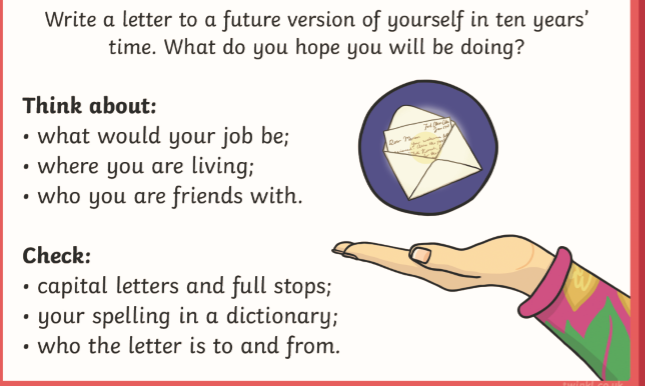 Write a letter to a future version of yourself in ten years'
time. What do you hope you will be doing?
Think about:
• what would your job be;
• where you are living;
• who you are friends with.
Check:
• capital letters and full stops;
• your spelling in a dictionary;
• who the letter is to and from.